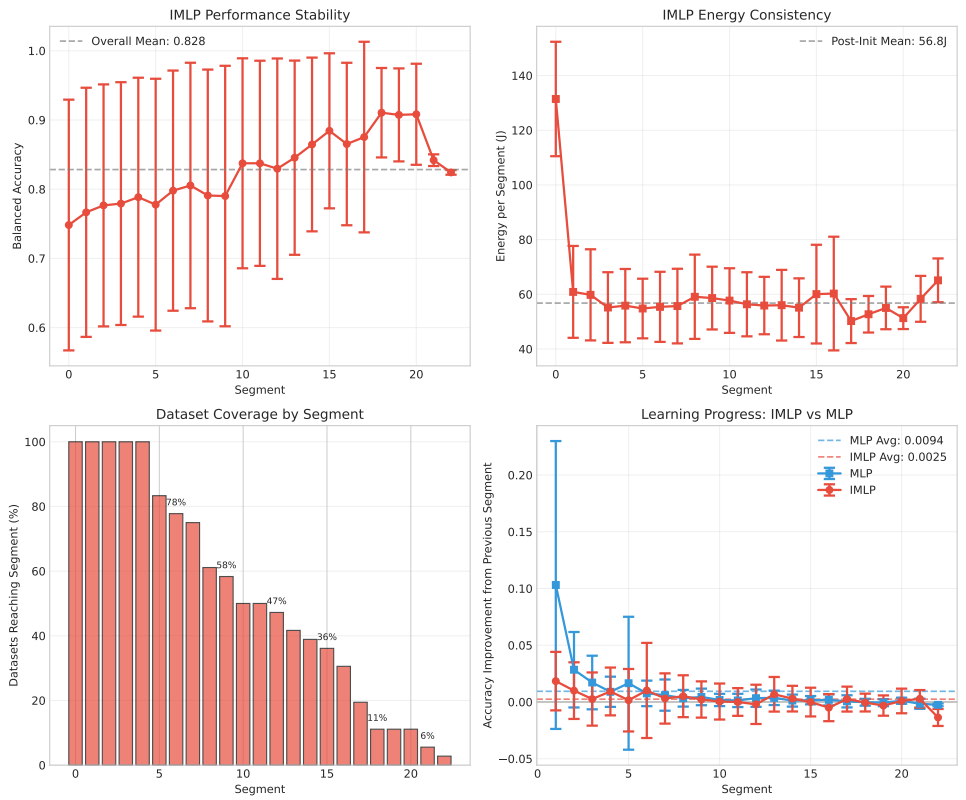 IMLP Performance Stability
Overall Mean: 0.828
Balanced Accuracy
1.0
0.9
0.8
0.7
0.6
0 5 10 15 20
Segment
IMLP Energy Consistency
Post-Init Mean: 56.8J
Energy per Segment (J)
140
120
100
80
60
40
0 5 10 15 20
Segment
Dataset Coverage by Segment
Datasets Reaching Segment (%)
100
80
60
40
20
0
78%
58%
47%
36%
11%
6%
0 5 10 15 20
Segment
Learning Progress: IMLP vs MLP
MLP Avg: 0.0094
IMLP Avg: 0.0025
MLP
IMLP
Accuracy Improvement from Previous Segment
0.20
0.15
0.10
0.05
0.00
−0.05
0 5 10 15 20
Segment